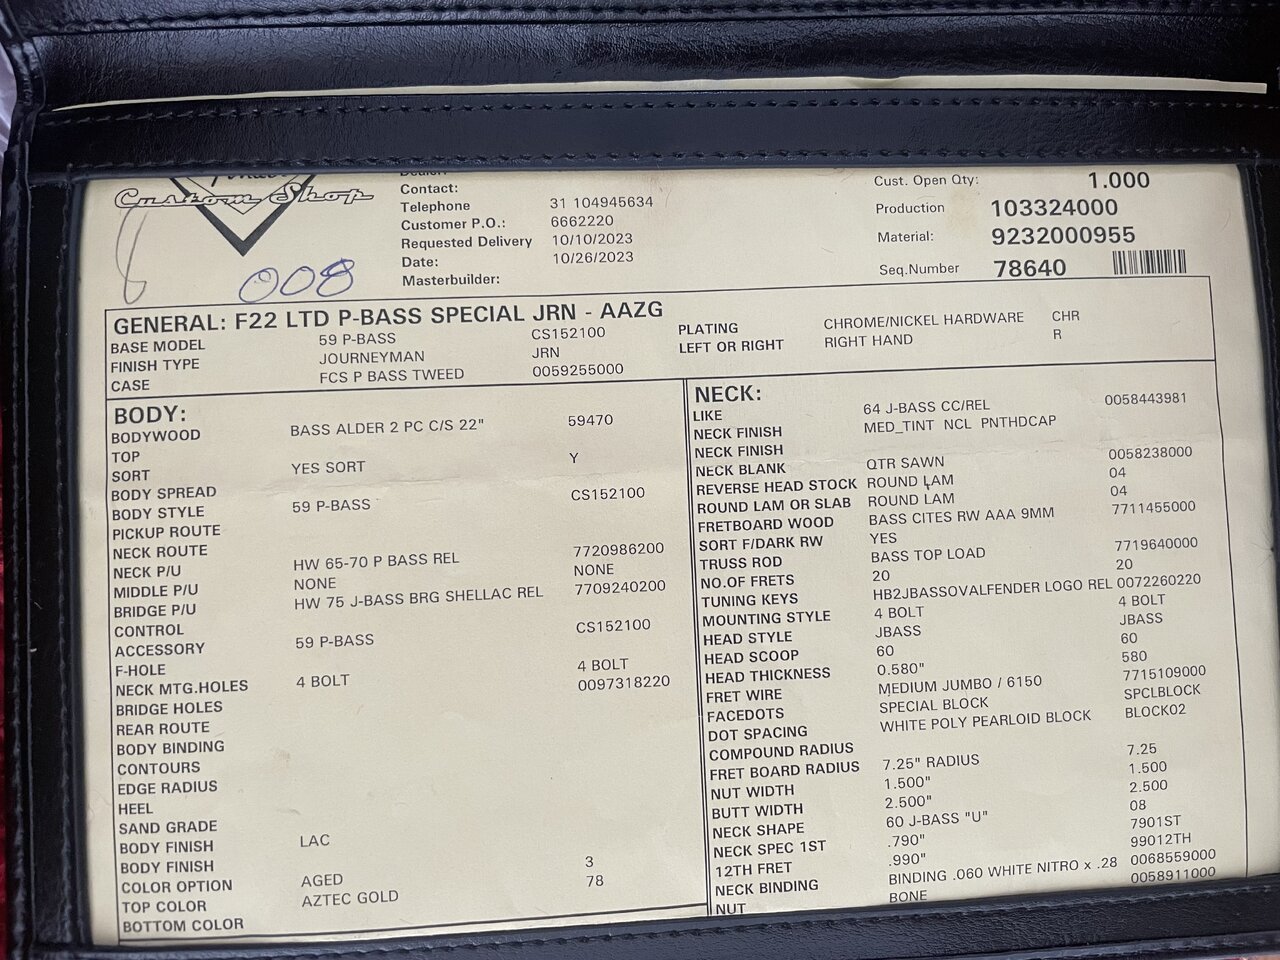 Custom Shop
008
Dealer:
Contact:
Telephone 31 104945634
Customer P.O.: 6662220
Requested Delivery 10/10/2023
Date: 10/26/2023
Masterbuilder:
Cust. Open Qty: 1.000
Production 103324000
Material: 9232000955
Seq.Number 78640
GENERAL: F22 LTD P-BASS SPECIAL JRN - AAZG
BASE MODEL 59 P-BASS CS152100
FINISH TYPE JOURNEYMAN JRN
CASE FCS P BASS TWEED 0059255000
PLATING CHROME/NICKEL HARDWARE CHR
LEFT OR RIGHT RIGHT HAND R
BODY:
BODYWOOD BASS ALDER 2 PC C/S 22" 59470
TOP
SORT YES SORT Y
BODY SPREAD
BODY STYLE 59 P-BASS CS152100
PICKUP ROUTE
NECK ROUTE
NECK P/U HW 65-70 P BASS REL 7720986200
MIDDLE P/U NONE NONE
BRIDGE P/U HW 75 J-BASS BRG SHELLAC REL 7709240200
CONTROL
ACCESSORY 59 P-BASS CS152100
F-HOLE
NECK MTG.HOLES 4 BOLT 4 BOLT
BRIDGE HOLES 0097318220
REAR ROUTE
BODY BINDING
CONTOURS
EDGE RADIUS
HEEL
SAND GRADE
BODY FINISH LAC
BODY FINISH
COLOR OPTION AGED 3
TOP COLOR AZTEC GOLD 78
BOTTOM COLOR
NECK:
LIKE 64 J-BASS CC/REL 0058443981
NECK FINISH MED_TINT NCL PNTHDCAP
NECK FINISH
NECK BLANK QTR SAWN 0058238000
REVERSE HEAD STOCK ROUND LAM 04
ROUND LAM OR SLAB ROUND LAM 04
FRETBOARD WOOD BASS CITES RW AAA 9MM 7711455000
SORT F/DARK RW YES
TRUSS ROD BASS TOP LOAD 7719640000
NO.OF FRETS 20 20
TUNING KEYS HB2JBASSOVALFENDER LOGO REL 0072260220
MOUNTING STYLE 4 BOLT 4 BOLT
HEAD STYLE JBASS JBASS
HEAD SCOOP 60 60
HEAD THICKNESS 0.580" 580
FRET WIRE MEDIUM JUMBO / 6150 7715109000
FACEDOTS SPECIAL BLOCK SPCLBLOCK
DOT SPACING WHITE POLY PEARLOID BLOCK BLOCK02
COMPOUND RADIUS
FRET BOARD RADIUS 7.25" RADIUS 7.25
NUT WIDTH 1.500" 1.500
BUTT WIDTH 2.500" 2.500
NECK SHAPE 60 J-BASS "U" 08
NECK SPEC 1ST .790" 7901ST
12TH FRET .990" 99012TH
NECK BINDING BINDING .060 WHITE NITRO x .28 0068559000
NUT BONE 0058911000